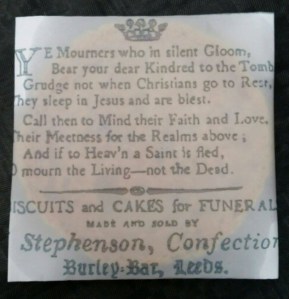 YE Mourners who in silent Gloom,
Bear your dear Kindred to the Tomb
Grudge not when Christians go to Rest,
They sleep in Jesus and are blest.
Call then to Mind their Faith and Love,
Their Meetness for the Realms above;
And if to Heav'n a Saint is fled,
O mourn the Living—not the Dead.
ISCUITS and CAKES for FUNERAL
MADE AND SOLD BY
Stephenson, Confection
Burley-Bar, Leeds.